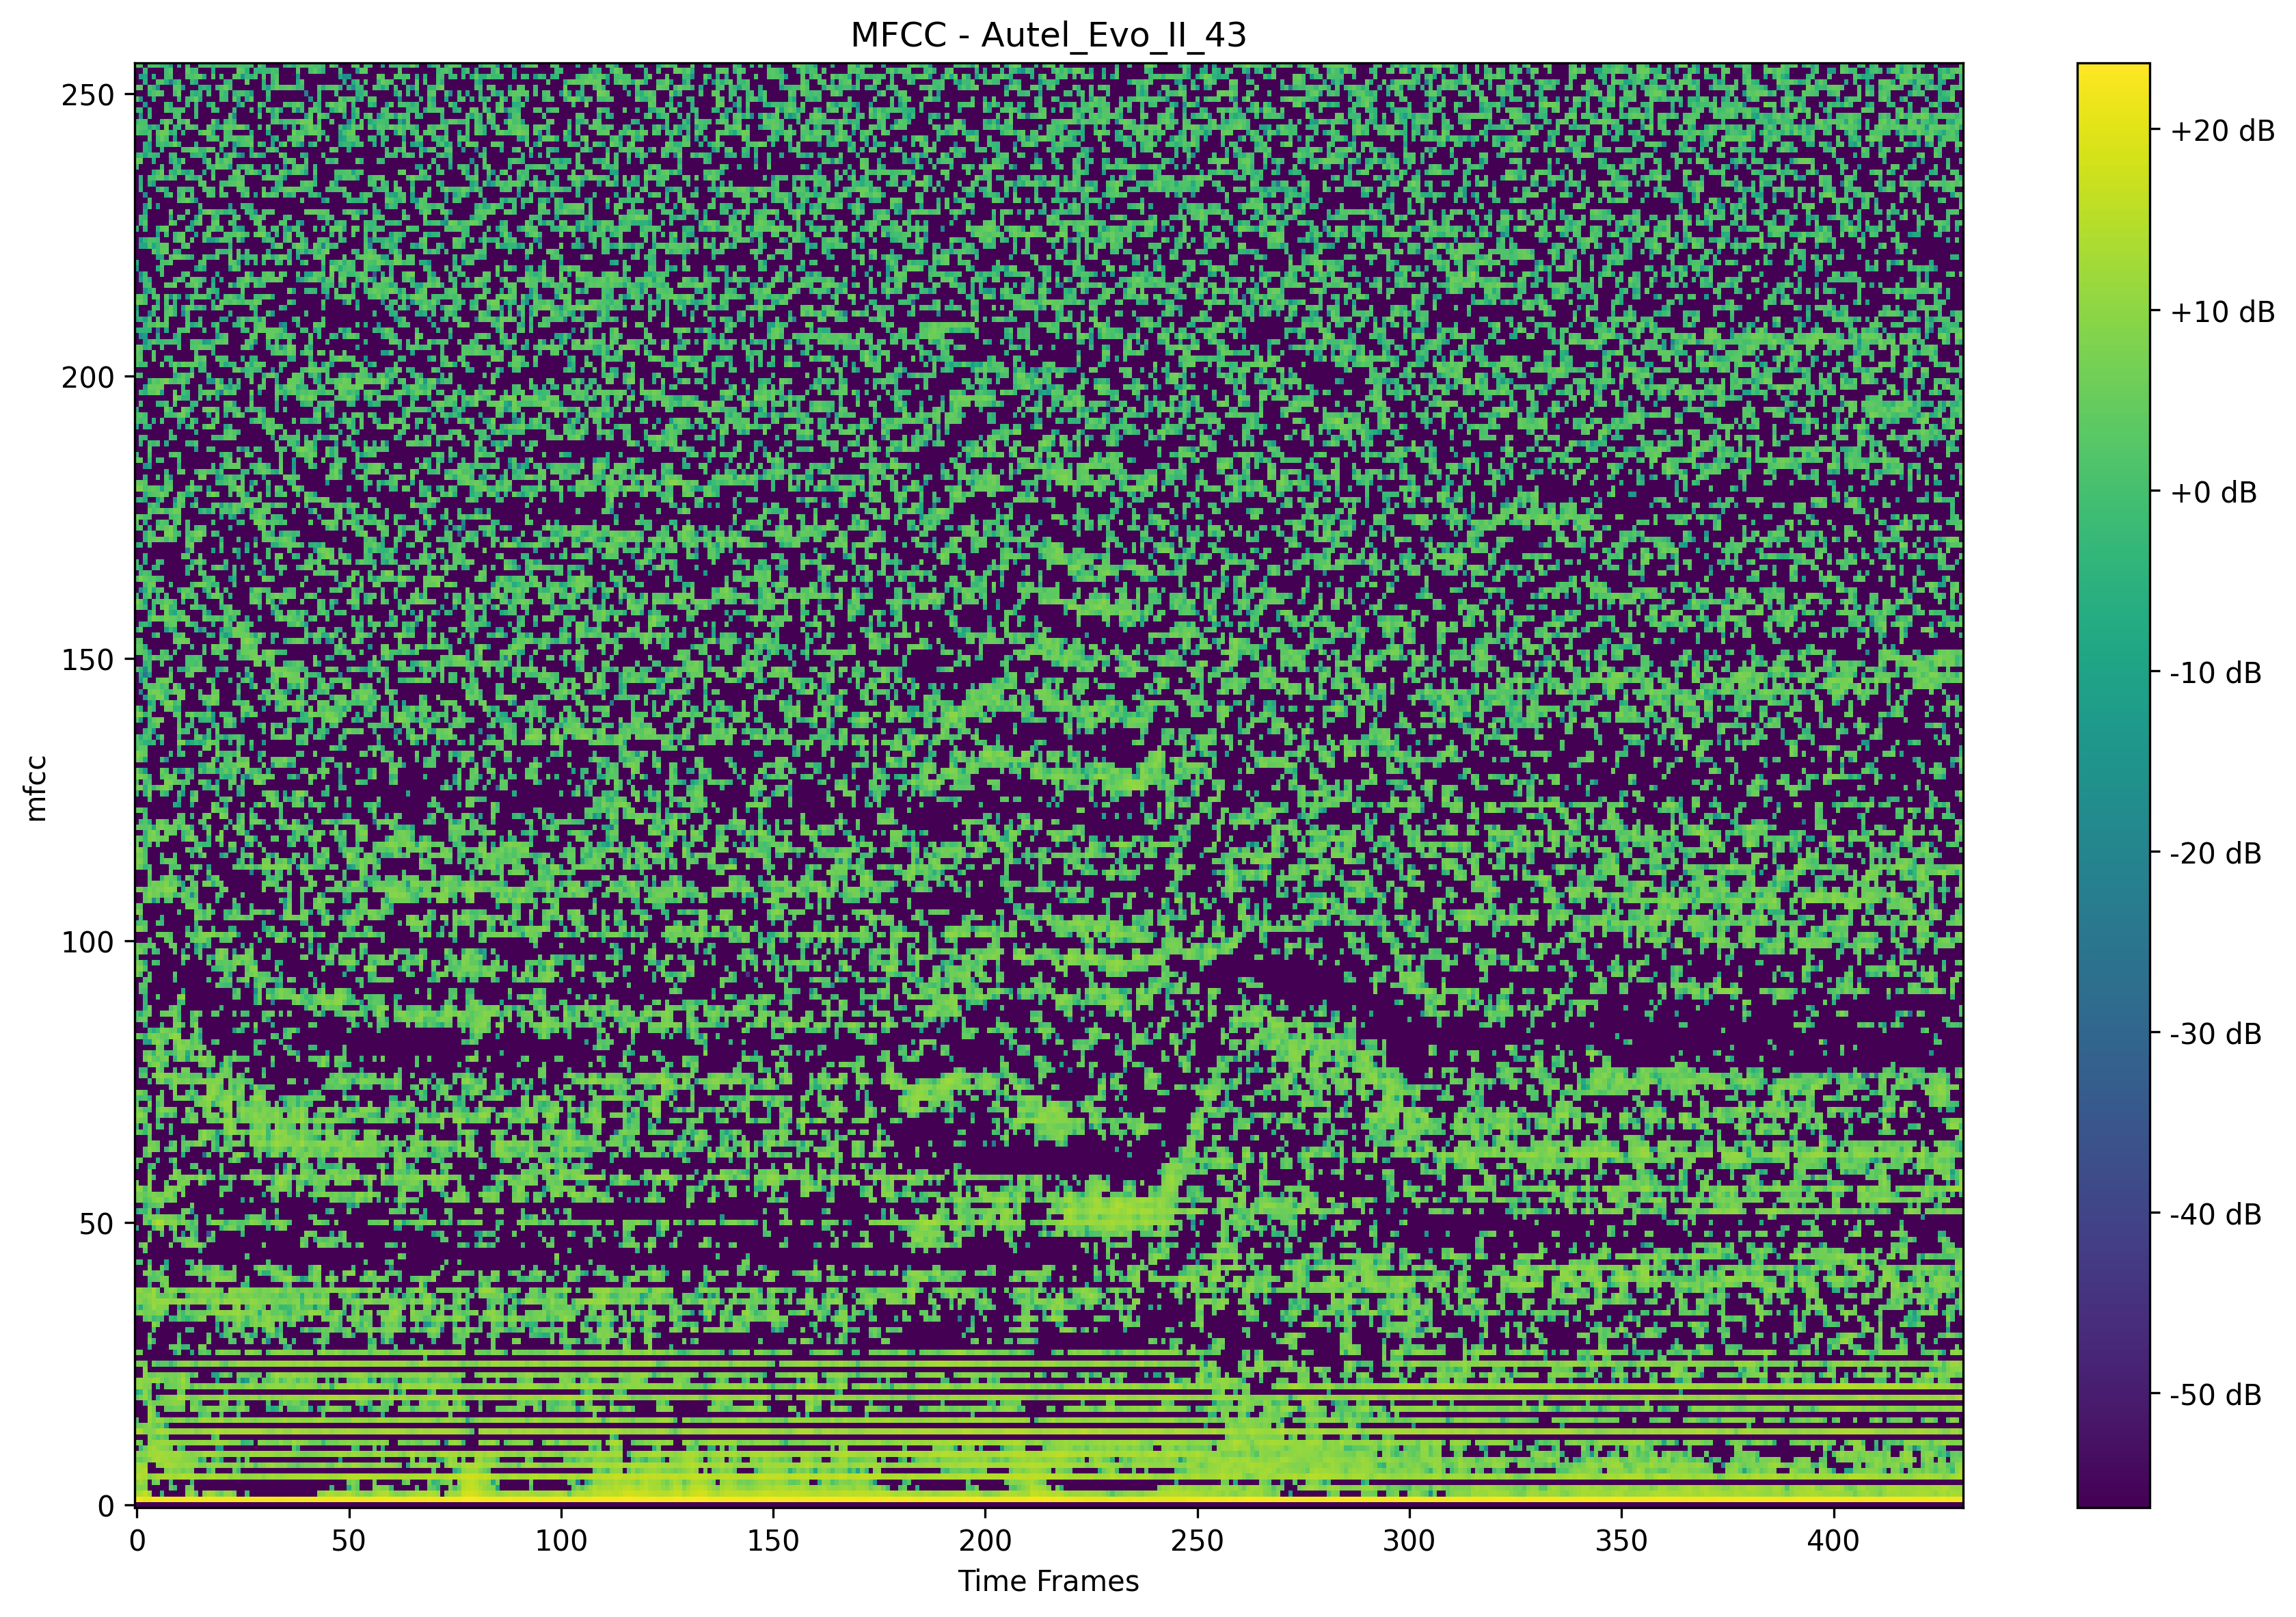 MFCC - Autel_Evo_II_43
250
200
150
100
50
0
mfcc
0 50 100 150 200 250 300 350 400
Time Frames
+20 dB
+10 dB
+0 dB
-10 dB
-20 dB
-30 dB
-40 dB
-50 dB